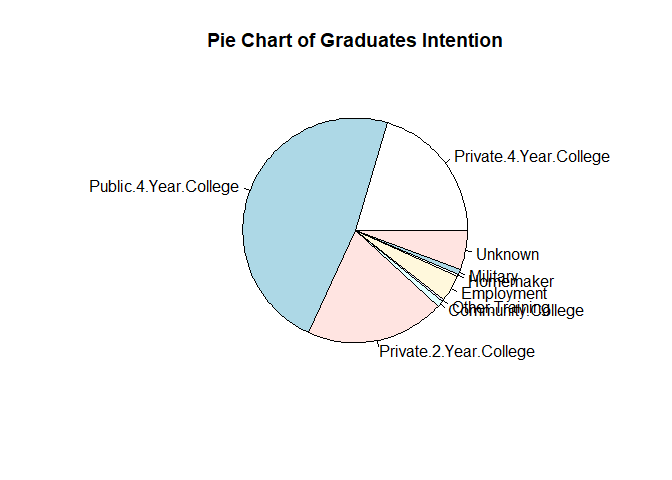 Pie Chart of Graduates Intention
Private.4.Year.College
Public.4.Year.College
Unknown
Military
Homemaker
Employment
Other.Training
Community.College
Private.2.Year.College